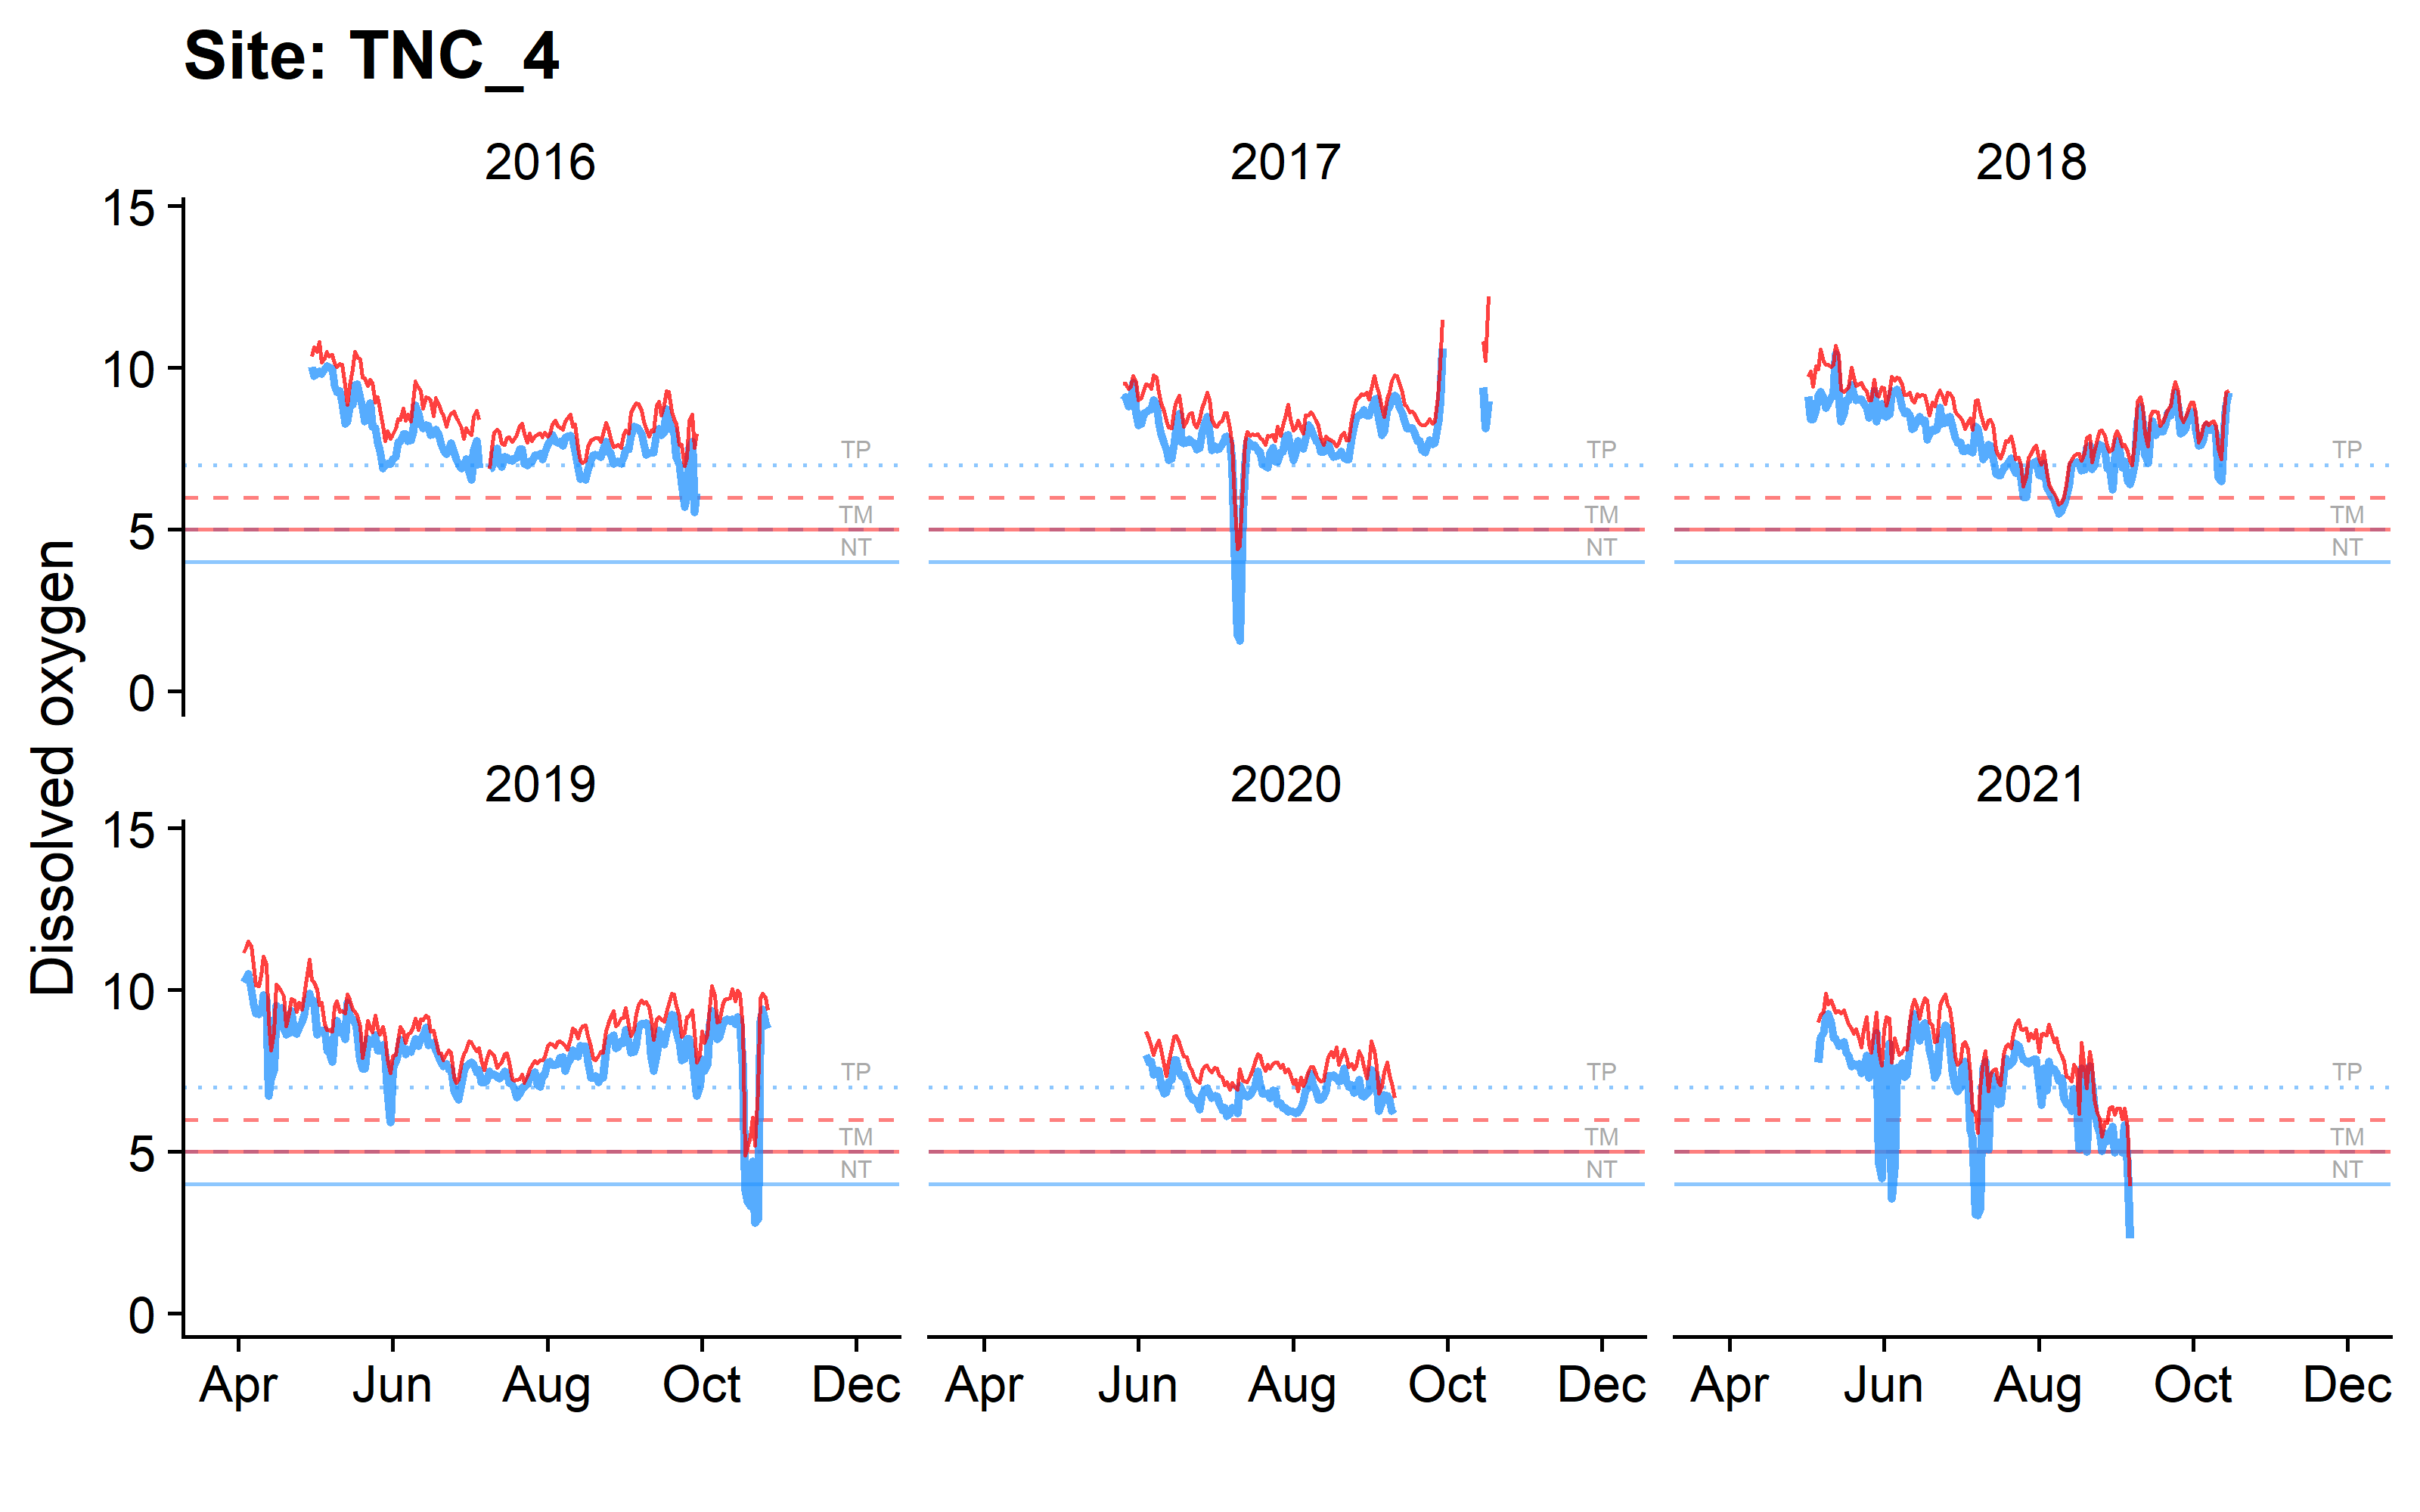 Site: TNC_4
2016 2017 2018
15
10
5
0
TP TP TP
TM TM TM
NT NT NT
Dissolved oxygen
2019 2020 2021
15
10
5
0
TP TP TP
TM TM TM
NT NT NT
Apr Jun Aug Oct Dec Apr Jun Aug Oct Dec Apr Jun Aug Oct Dec